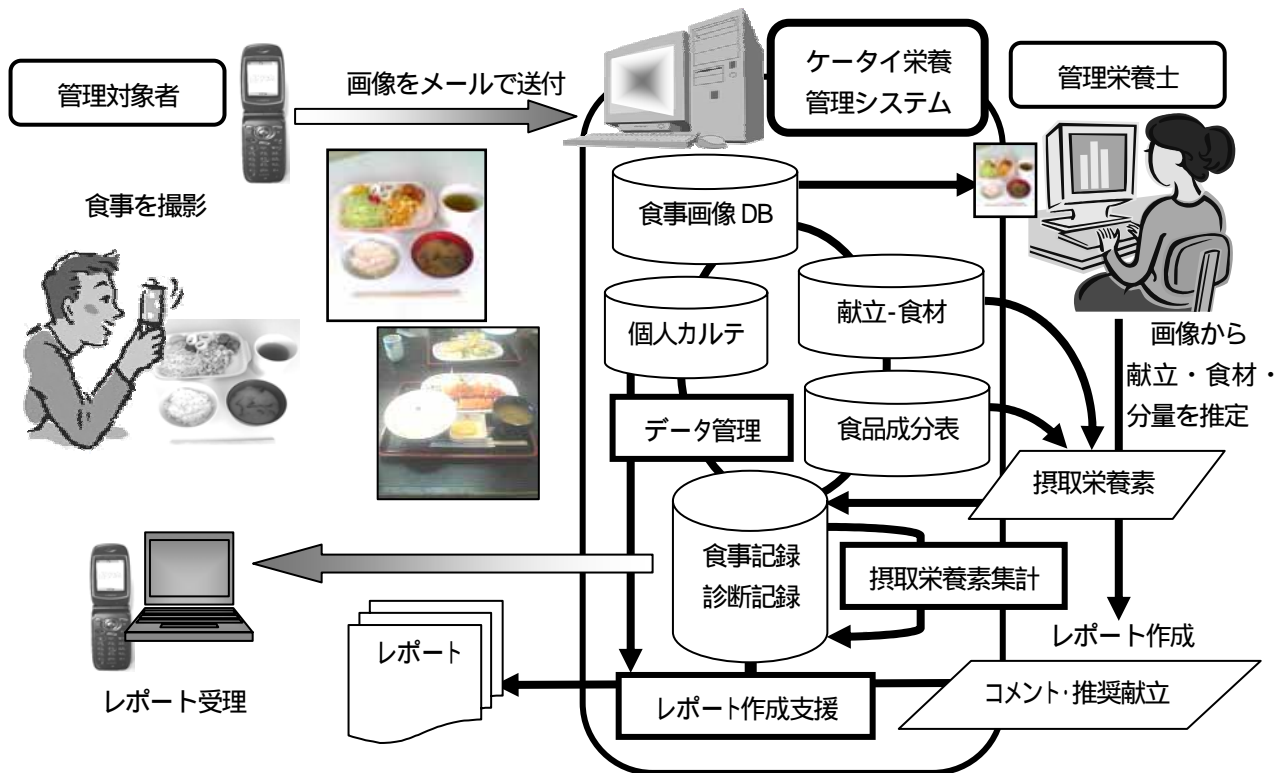 管理対象者
画像をメールで送付
ケータイ栄養
管理システム
管理栄養士
食事を撮影
食事画像 DB
個人カルテ
献立-食材
画像から
献立・食材・
分量を推定
データ管理
食品成分表
摂取栄養素
食事記録
診断記録
摂取栄養素集計
レポート作成
レポート
レポート受理
レポート作成支援
コメント・推奨献立